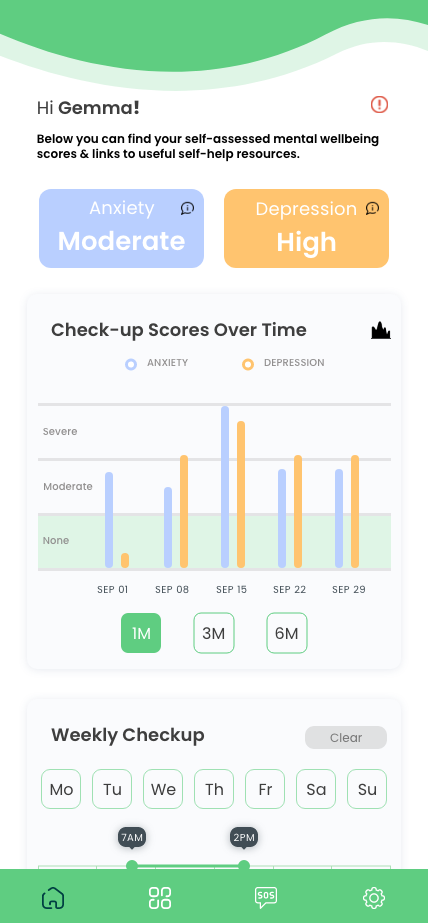 Hi Gemma!
Below you can find your self-assessed mental wellbeing
scores & links to useful self-help resources.
Anxiety
Moderate
Depression
High
Check-up Scores Over Time
ANXIETY
DEPRESSION
Severe
Moderate
None
SEP 01 SEP 08 SEP 15 SEP 22 SEP 29
1M 3M 6M
Weekly Checkup
Clear
Mo Tu We Th Fr Sa Su
7AM 2PM
SOS